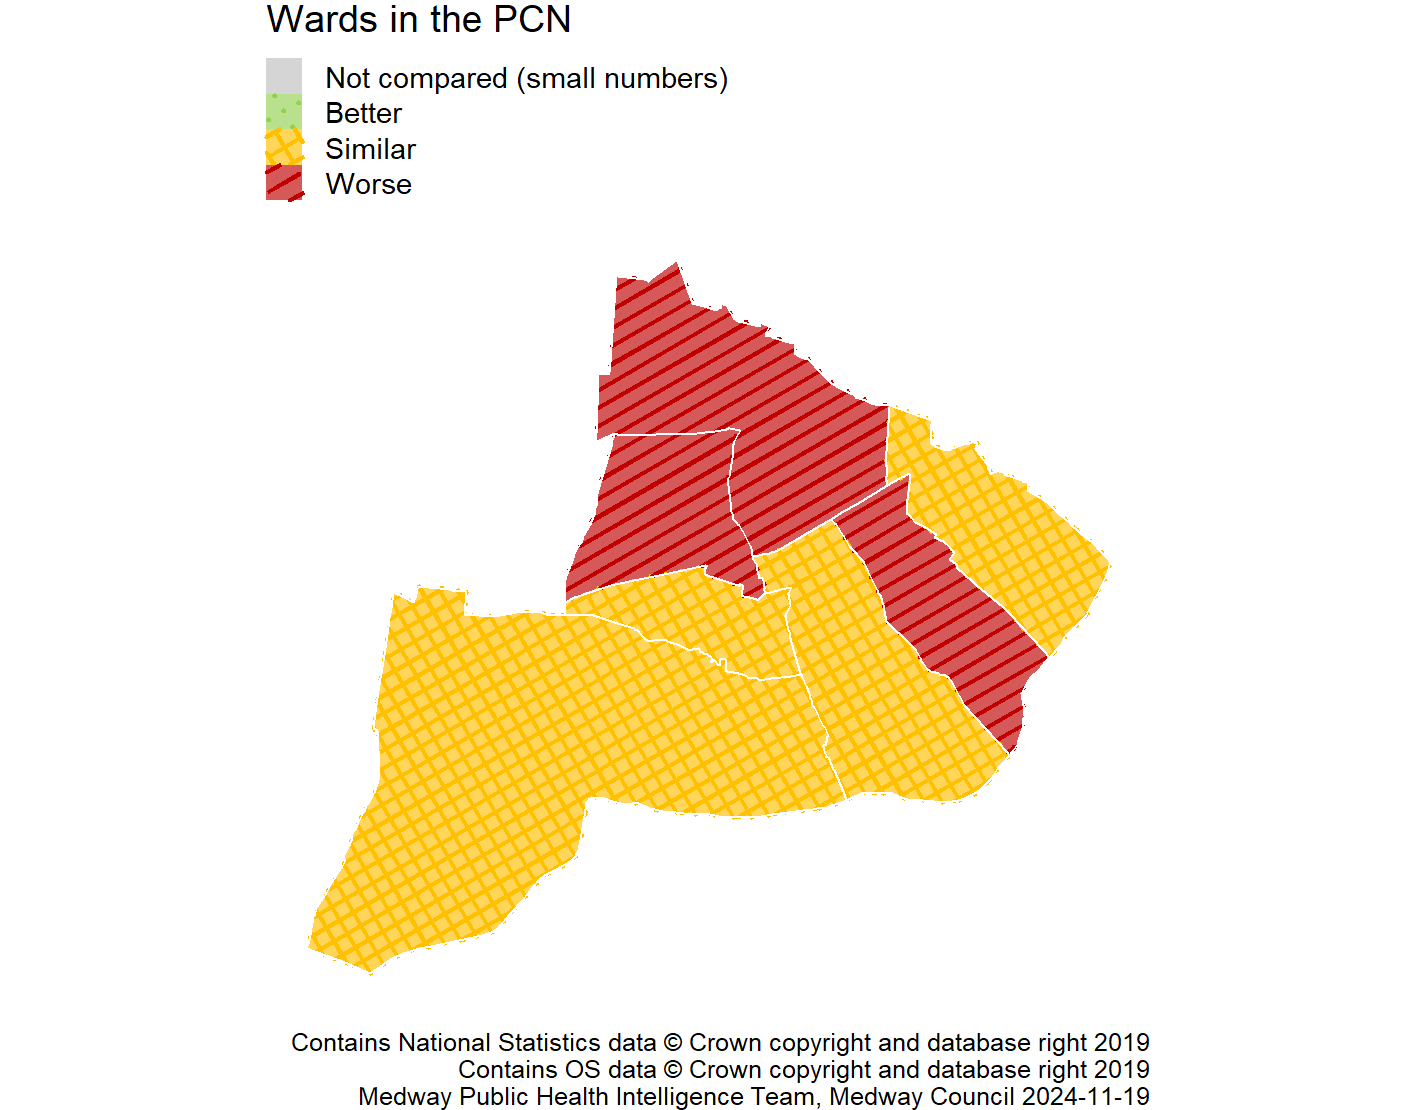 Wards in the PCN
Not compared (small numbers)
Better
Similar
Worse
Contains National Statistics data © Crown copyright and database right 2019
Contains OS data © Crown copyright and database right 2019
Medway Public Health Intelligence Team, Medway Council 2024-11-19